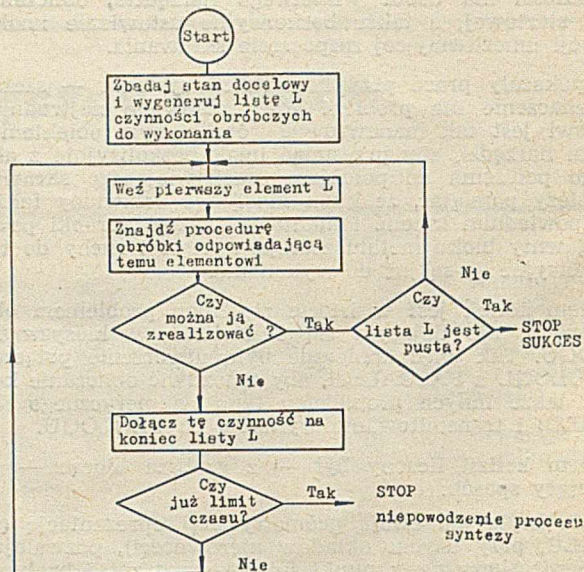 Start
Zbadaj stan docelowy
i wygeneruj listę L
czynności obróbczych
do wykonania
Weź pierwszy element L
Znajdź procedurę
obróbki odpowiadającą
temu elementowi
Czy
można ją
zrealizować ?
Tak
Czy
lista L jest
pusta?
Nie
Tak
STOP
SUKCES
Nie
Dołącz tę czynność na
koniec listy L
Czy
już limit
czasu?
Tak
STOP
niepowodzenie procesu
syntezy
Nie